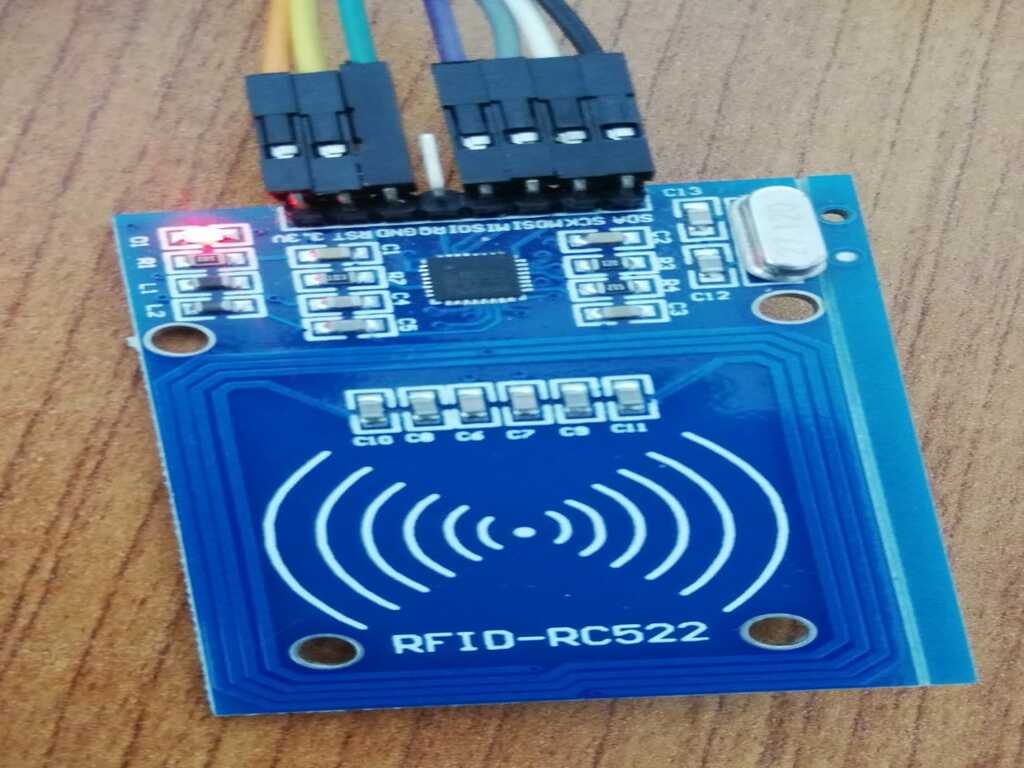 C13
3.3V RST GND IRQ MISO MOSI SCK SDA
D1
R1
L1
L2
C1
R2
C4
C5
C2
R3
R4
C3
C12
C10 C8 C6 C7 C9 C11
RFID-RC522